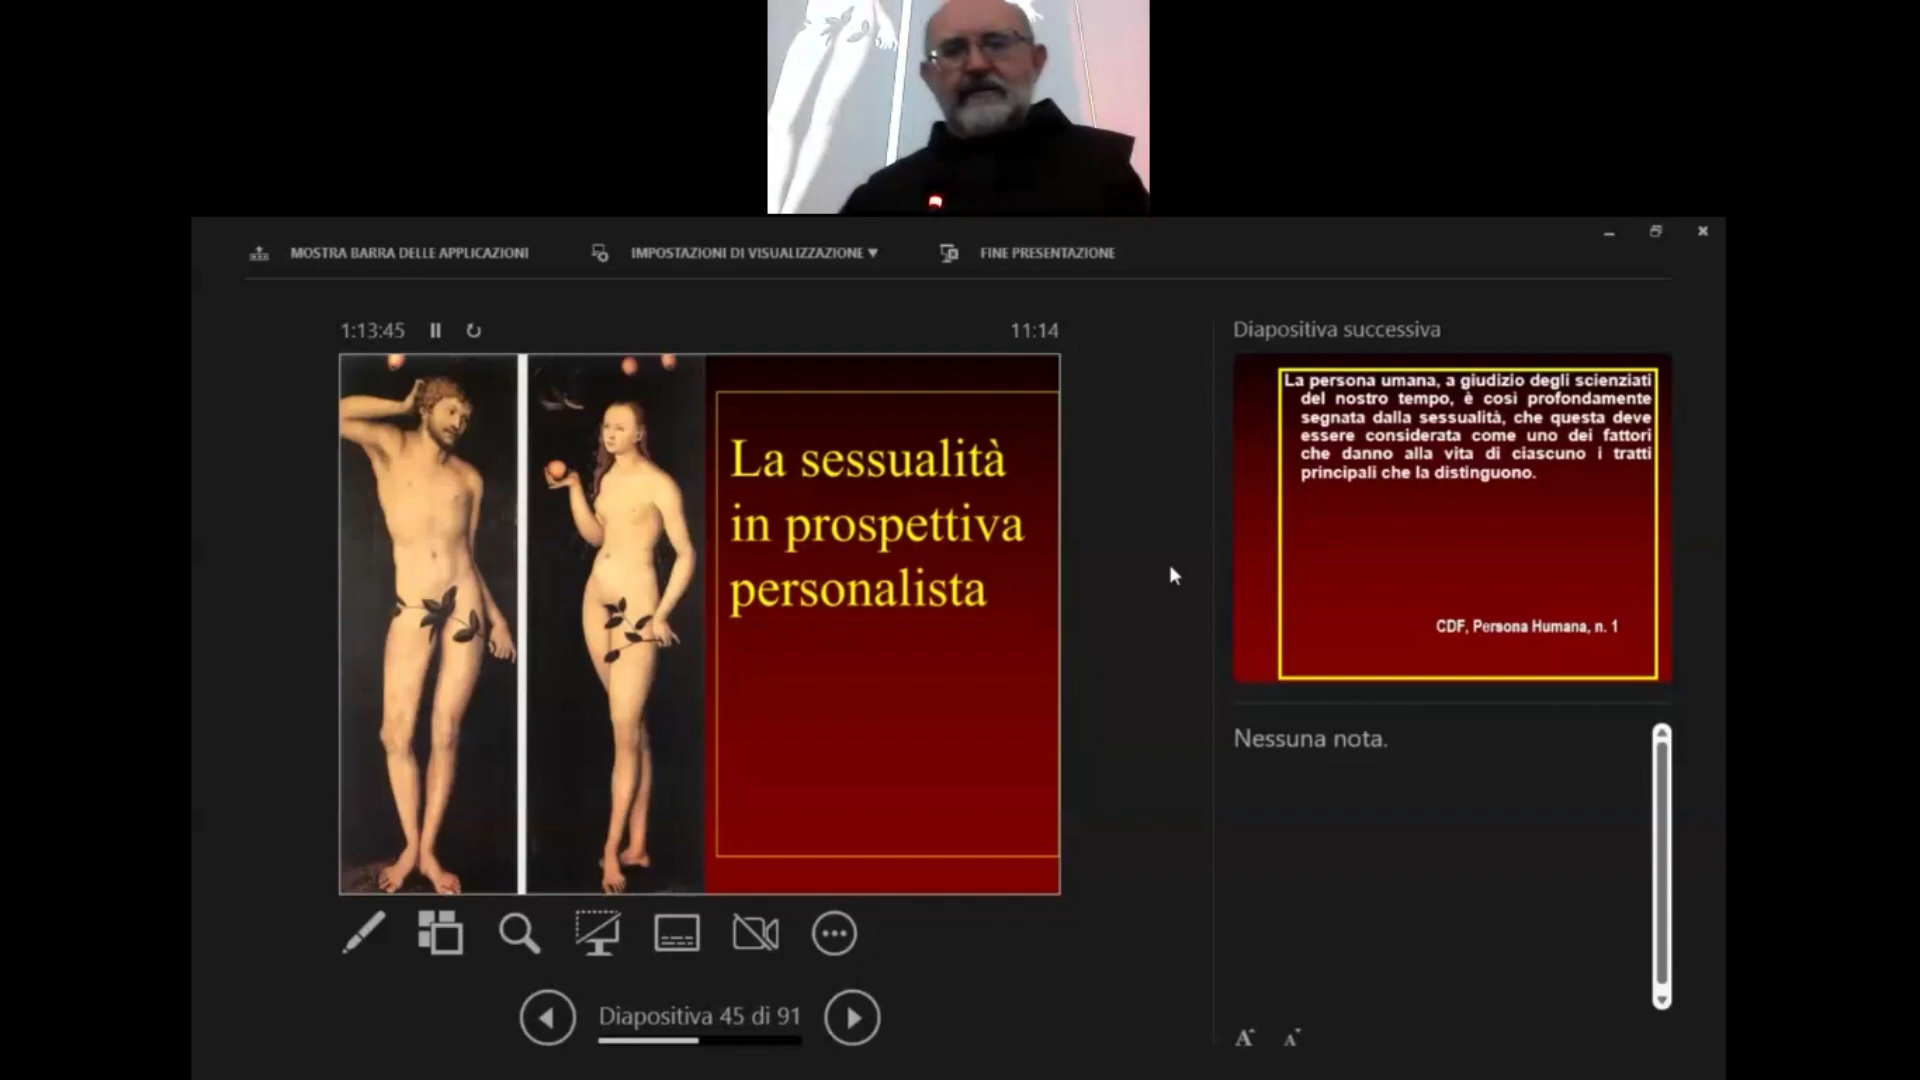 MOSTRA BARRA DELLE APPLICAZIONI
IMPOSTAZIONI DI VISUALIZZAZIONE ▼
FINE PRESENTAZIONE
1:13:45
11:14
La sessualità
in prospettiva
personalista
Diapositiva 45 di 91
Diapositiva successiva
La persona umana, a giudizio degli scienziati
del nostro tempo, è così profondamente
segnata dalla sessualità, che questa deve
essere considerata come uno dei fattori
che danno alla vita di ciascuno i tratti
principali che la distinguono.
CDF, Persona Humana, n. 1
Nessuna nota.
A A